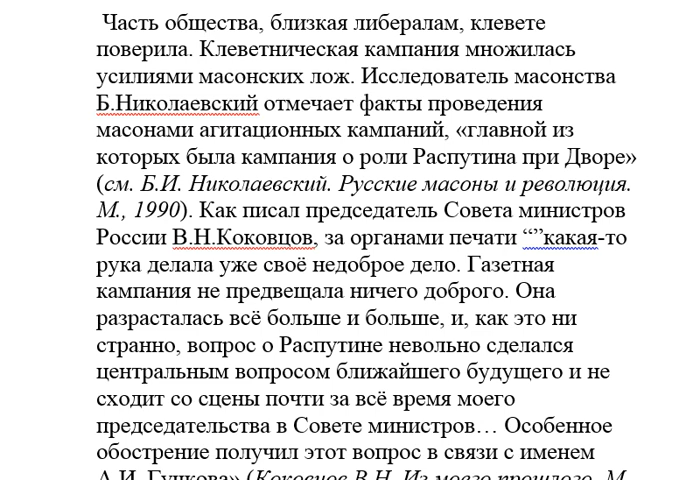 Часть общества, близкая либералам, клевете
поверила. Клеветническая кампания множилась
усилиями масонских лож. Исследователь масонства
Б.Николаевский отмечает факты проведения
масонами агитационных кампаний, «главной из
которых была кампания о роли Распутина при Дворе»
(см. Б.И. Николаевский. Русские масоны и революция.
М., 1990). Как писал председатель Совета министров
России В.Н.Коковцов, за органами печати “”какая-то
рука делала уже своё недоброе дело. Газетная
кампания не предвещала ничего доброго. Она
разрасталась всё больше и больше, и, как это ни
странно, вопрос о Распутине невольно сделался
центральным вопросом ближайшего будущего и не
сходит со сцены почти за всё время моего
председательства в Совете министров… Особенное
обострение получил этот вопрос в связи с именем
А.И. Гучкова» (Коковцов В.Н. Из моего прошлого. М.